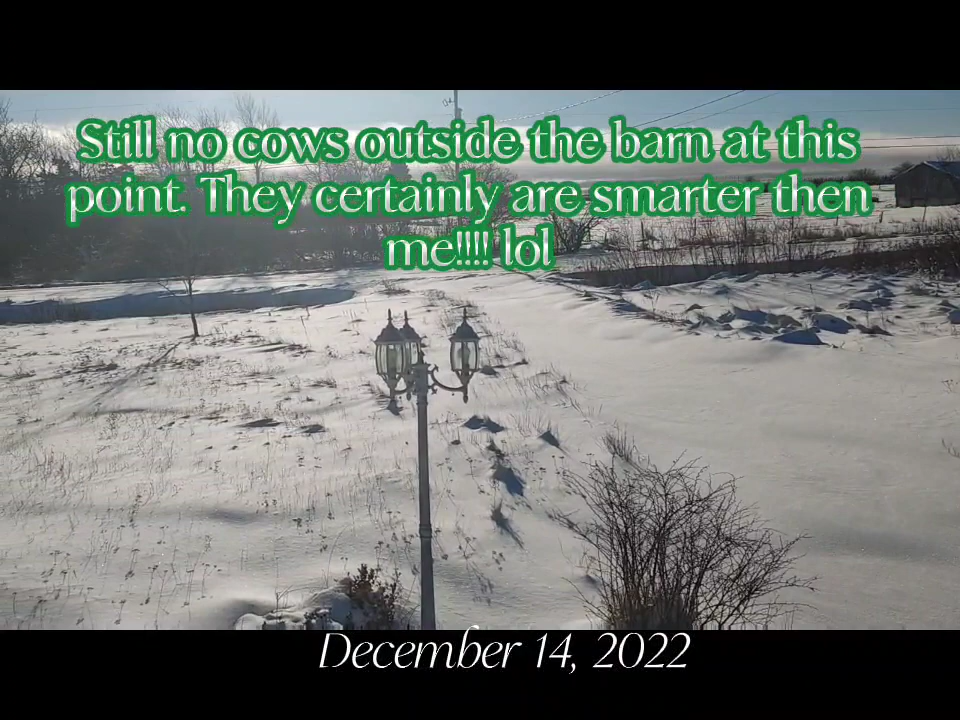 Still no cows outside the barn at this
point. They certainly are smarter then
me!!!! lol
December 14, 2022